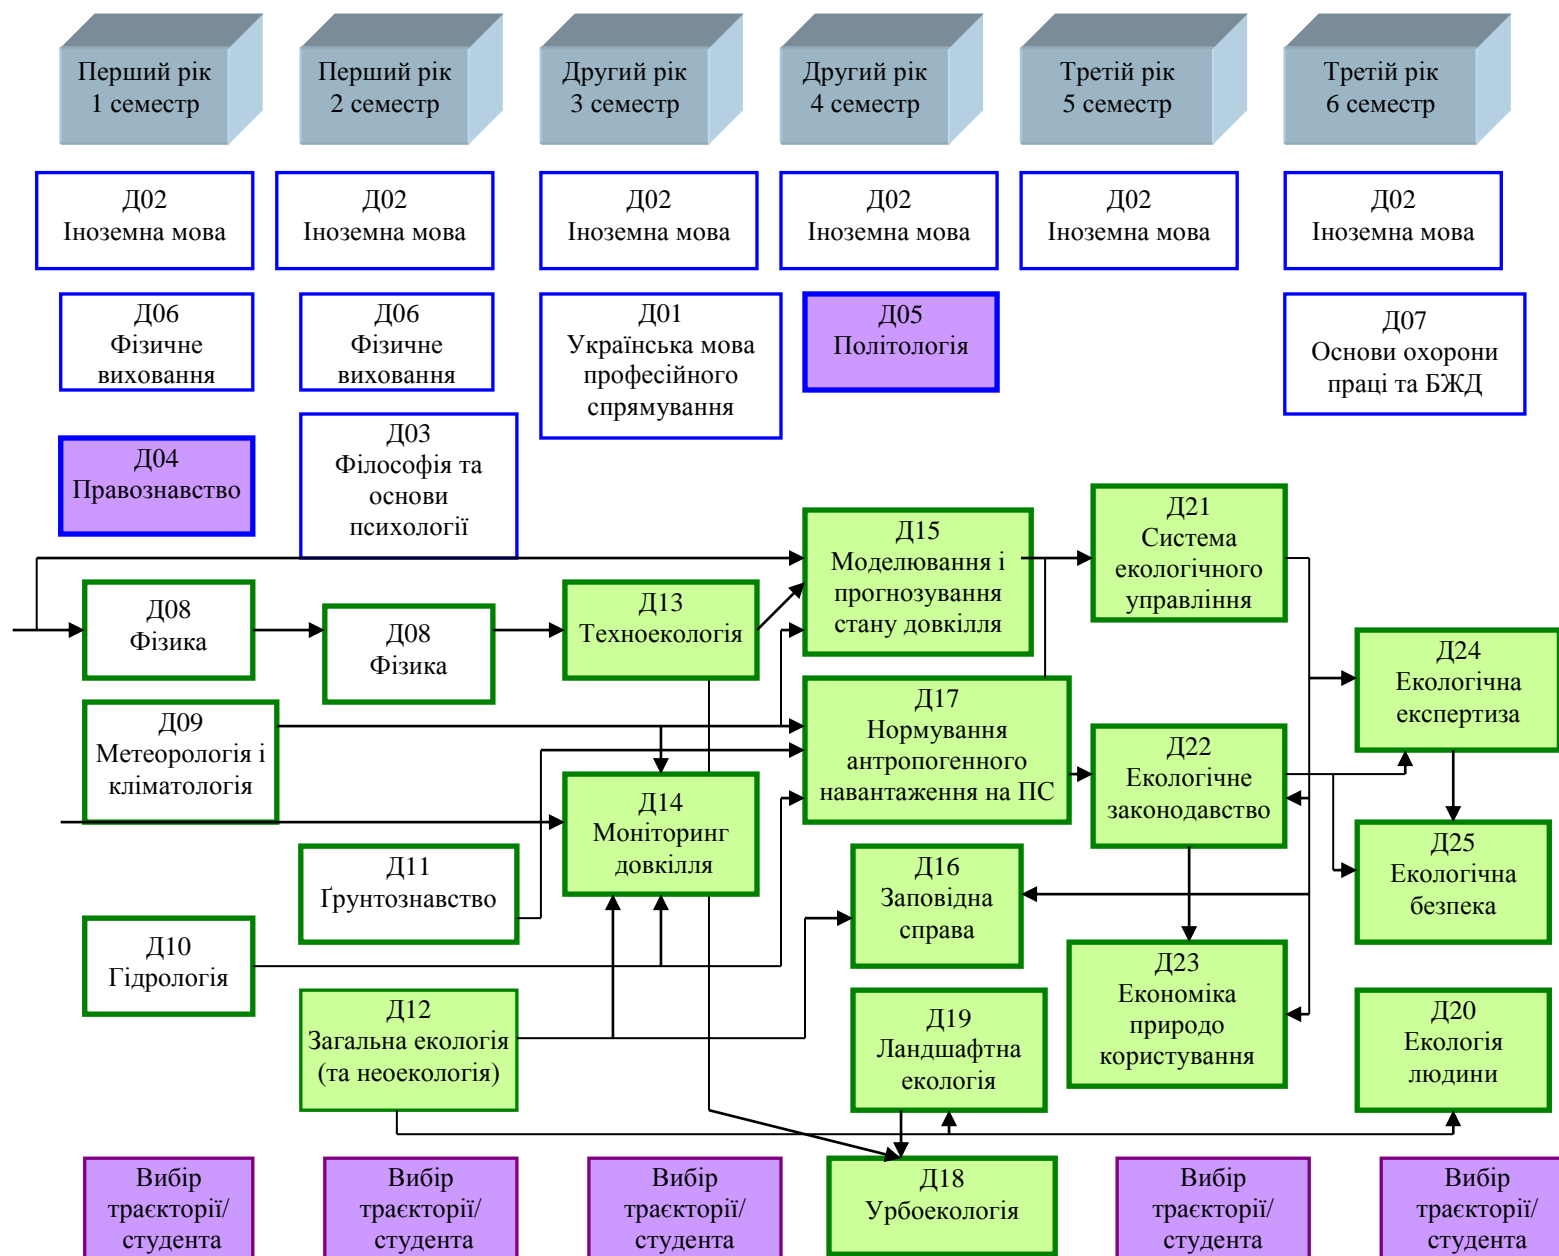 Перший рік
1 семестр
Перший рік
2 семестр
Другий рік
3 семестр
Другий рік
4 семестр
Третій рік
5 семестр
Третій рік
6 семестр
Д02
Іноземна мова
Д02
Іноземна мова
Д02
Іноземна мова
Д02
Іноземна мова
Д02
Іноземна мова
Д02
Іноземна мова
Д06
Фізичне
виховання
Д06
Фізичне
виховання
Д01
Українська мова
професійного
спрямування
Д05
Політологія
Д07
Основи охорони
праці та БЖД
Д04
Правознавство
Д03
Філософія та
основи
психології
Д15
Моделювання і
прогнозування
стану довкілля
Д21
Система
екологічного
управління
Д08
Фізика
Д08
Фізика
Д13
Техноекологія
Д24
Екологічна
експертиза
Д09
Метеорологія і
кліматологія
Д17
Нормування
антропогенного
навантаження на ПС
Д22
Екологічне
законодавство
Д14
Моніторинг
довкілля
Д25
Екологічна
безпека
Д11
Ґрунтознавство
Д16
Заповідна
справа
Д10
Гідрологія
Д23
Економіка
природо
користування
Д12
Загальна екологія
(та неоекологія)
Д19
Ландшафтна
екологія
Д20
Екологія
людини
Вибір
траєкторії/
студента
Вибір
траєкторії/
студента
Вибір
траєкторії/
студента
Д18
Урбоекологія
Вибір
траєкторії/
студента
Вибір
траєкторії/
студента